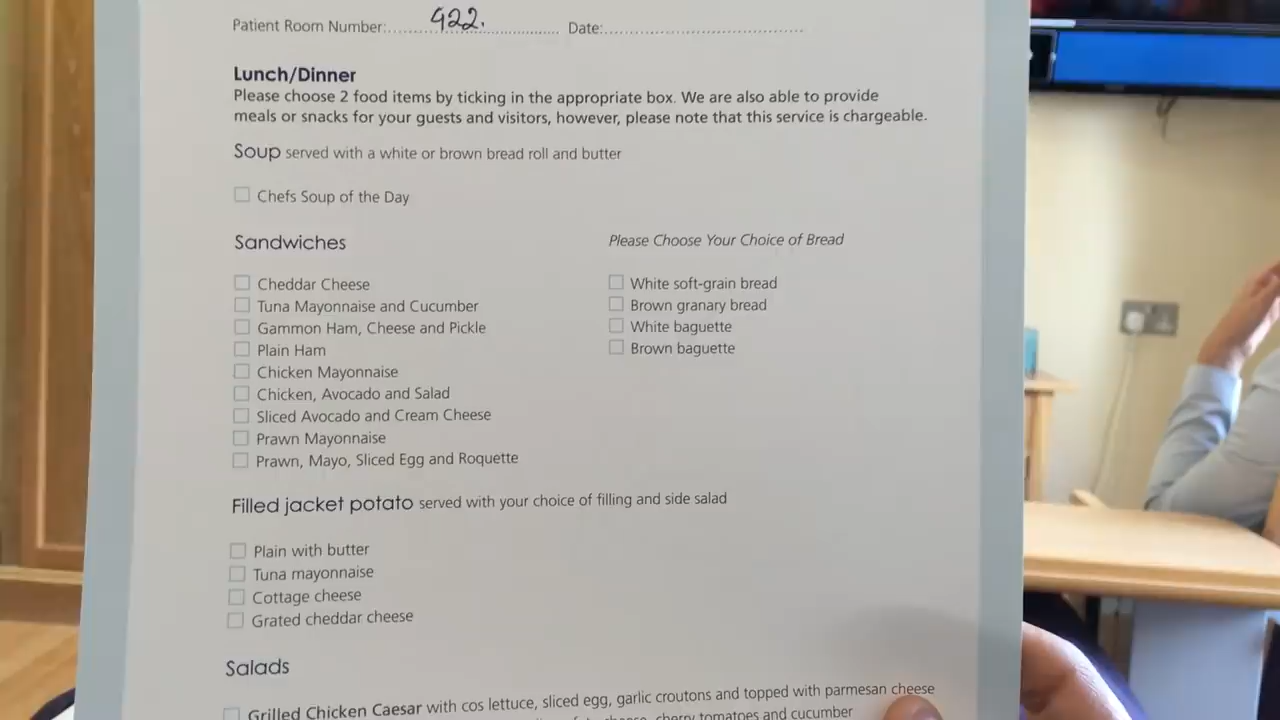 Patient Room Number:......922.................... Date:....................................................
Lunch/Dinner
Please choose 2 food items by ticking in the appropriate box. We are also able to provide
meals or snacks for your guests and visitors, however, please note that this service is chargeable.
Soup served with a white or brown bread roll and butter
Chefs Soup of the Day
Sandwiches
Cheddar Cheese
Tuna Mayonnaise and Cucumber
Gammon Ham, Cheese and Pickle
Plain Ham
Chicken Mayonnaise
Chicken, Avocado and Salad
Sliced Avocado and Cream Cheese
Prawn Mayonnaise
Prawn, Mayo, Sliced Egg and Roquette
Please Choose Your Choice of Bread
White soft-grain bread
Brown granary bread
White baguette
Brown baguette
Filled jacket potato served with your choice of filling and side salad
Plain with butter
Tuna mayonnaise
Cottage cheese
Grated cheddar cheese
Salads
Grilled Chicken Caesar with cos lettuce, sliced egg, garlic croutons and topped with parmesan cheese
cheese, cherry tomatoes and cucumber